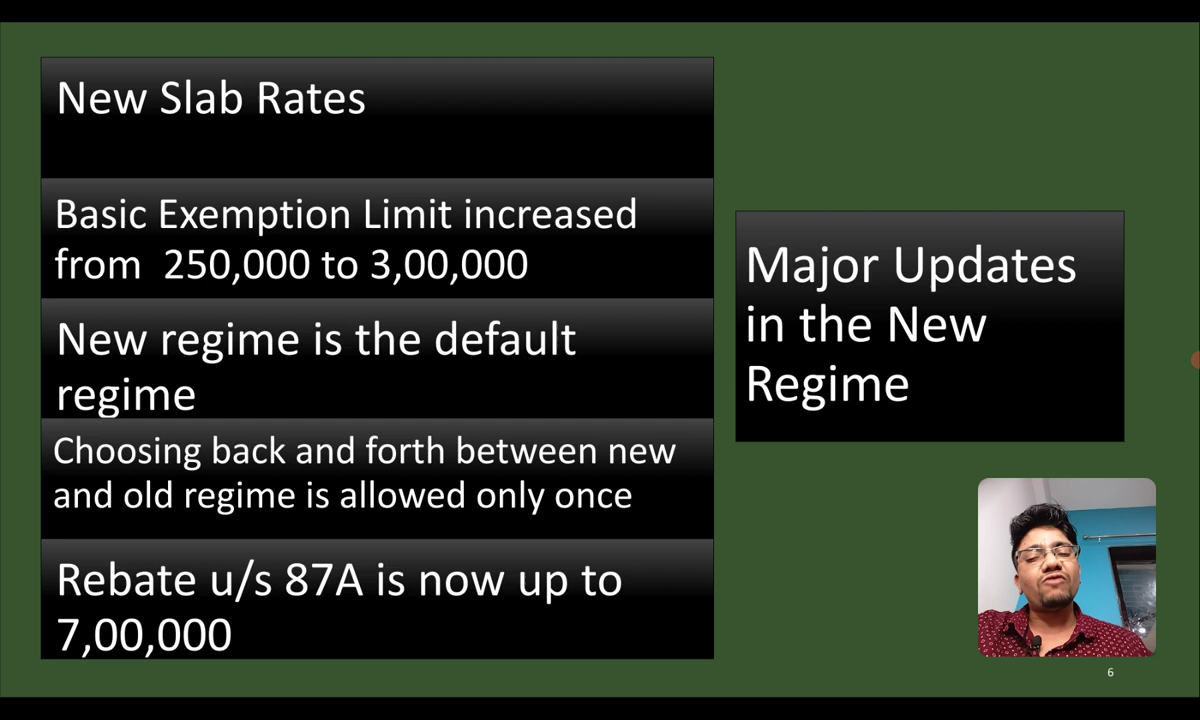 New Slab Rates
Basic Exemption Limit increased
from  250,000 to 3,00,000
New regime is the default
regime
Choosing back and forth between new
and old regime is allowed only once
Rebate u/s 87A is now up to
7,00,000
Major Updates
in the New
Regime
6